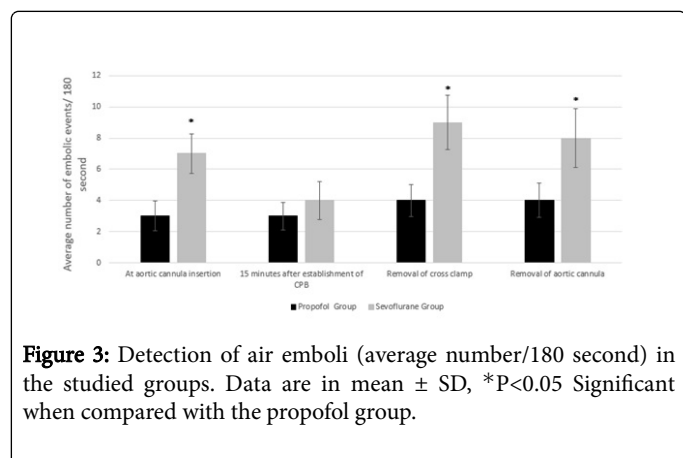 12
*
10
*
*
8
6
4
2
0
Average number of embolic events/ 180
second
At aortic cannula insertion
15 minutes after establishment of
CPB
Removal of cross clamp
Removal of aortic cannula
Propofol Group
Sevoflurane Group
Figure 3: Detection of air emboli (average number/180 second) in
the studied groups. Data are in mean ± SD, *P<0.05 Significant
when compared with the propofol group.